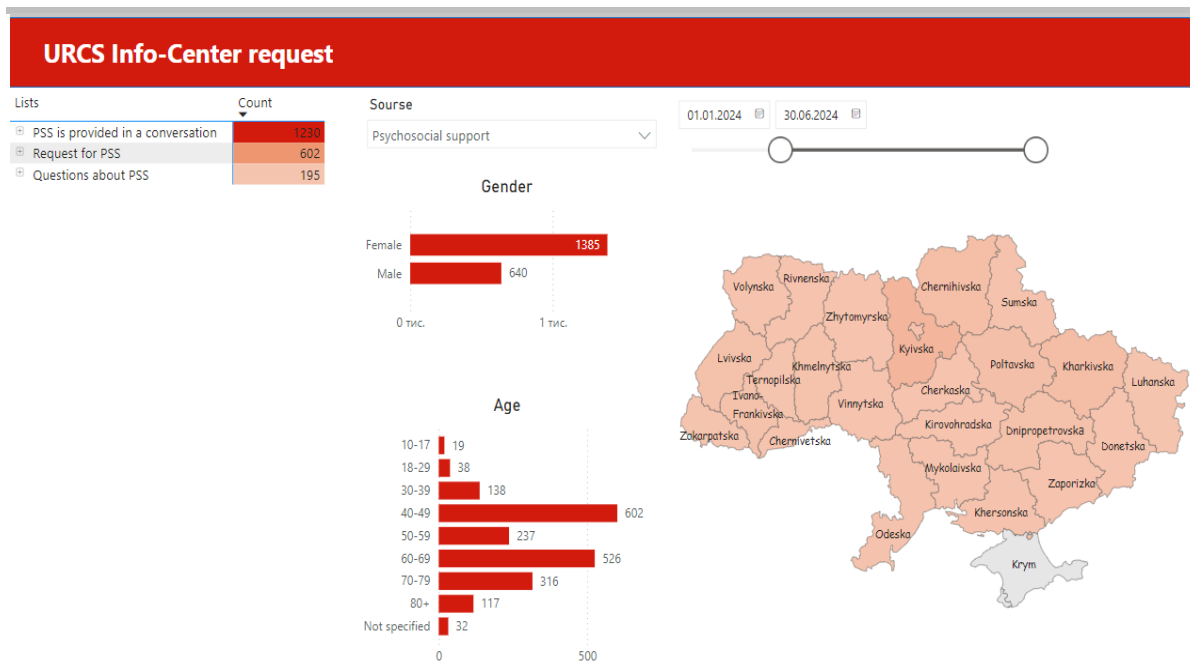 URCS Info-Center request
Lists Count
PSS is provided in a conversation 1230
Request for PSS 602
Questions about PSS 195
Sourse
Psychosocial support
01.01.2024 30.06.2024
Gender
Female 1385
Male 640
0 тис. 1 тис.
Age
10-17 19
18-29 38
30-39 138
40-49 602
50-59 237
60-69 526
70-79 316
80+ 117
Not specified 32
0 500
Volynska
Rivnenska
Zhytomyrska
Chernihivska
Sumska
Kyivska
Lvivska
Ternopilska
Khmelnytska
Poltavska
Kharkivska
Luhanska
Cherkaska
Ivano-
Frankivska
Vinnytska
Kirovohradska
Dnipropetrovska
Donetska
Zakarpatska
Chernivetska
Mykolaivska
Zaporizka
Khersonska
Odeska
Krym